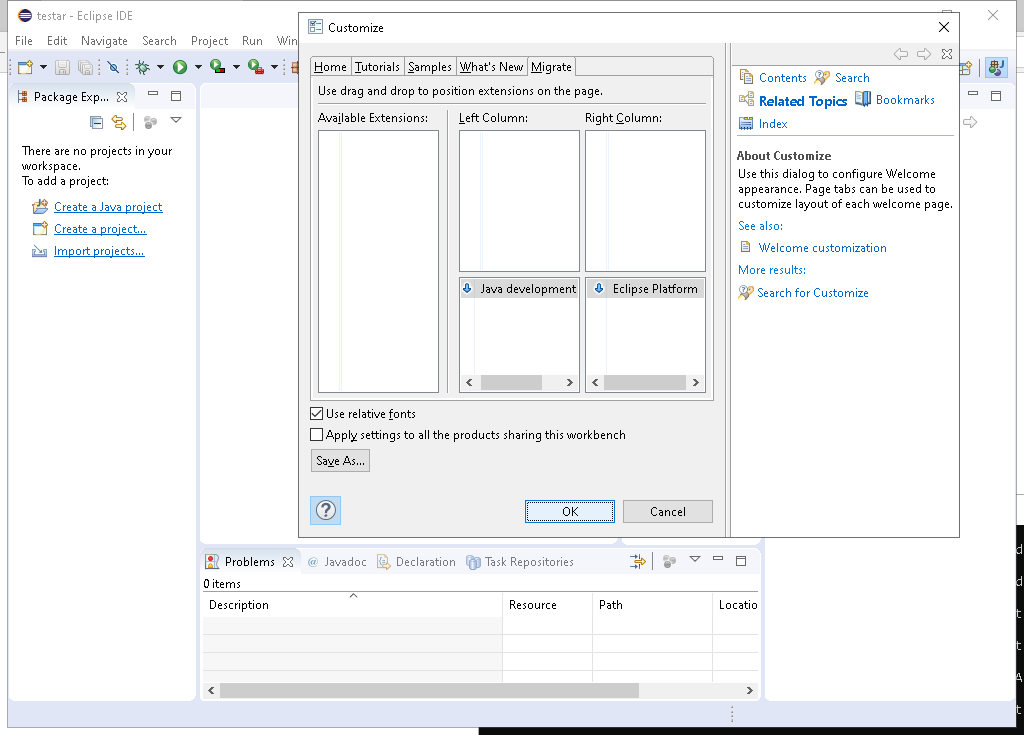 testar - Eclipse IDE
File Edit Navigate Search Project Run Win
Package Exp...
There are no projects in your
workspace.
To add a project:
Create a Java project
Create a project...
Import projects...
Customize
Home Tutorials Samples What's New Migrate
Use drag and drop to position extensions on the page.
Available Extensions: Left Column: Right Column:
Java development Eclipse Platform
Use relative fonts
Apply settings to all the products sharing this workbench
Save As...
OK Cancel
Contents Search
Related Topics Bookmarks
Index
About Customize
Use this dialog to configure Welcome
appearance. Page tabs can be used to
customize layout of each welcome page.
See also:
Welcome customization
More results:
Search for Customize
Problems @ Javadoc Declaration Task Repositories
0 items
Description Resource Path Locatio
d
d
t
t
A
t